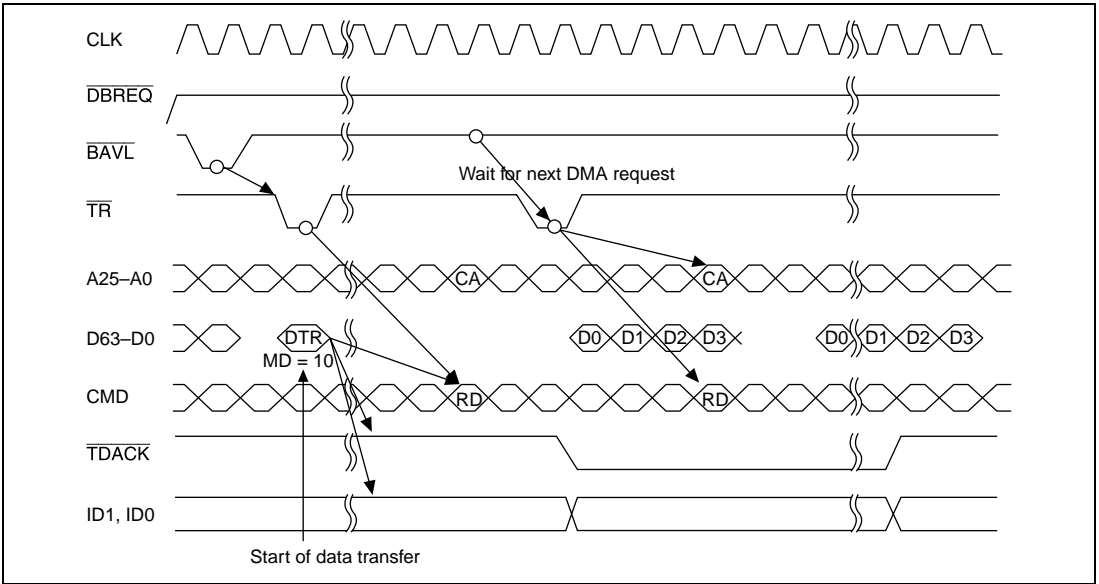 CLK
DBREQ
BAVL
Wait for next DMA request
TR
A25–A0 CA CA
D63–D0 DTR D0 D1 D2 D3 D0 D1 D2 D3
MD = 10
CMD RD RD
TDACK
ID1, ID0
Start of data transfer